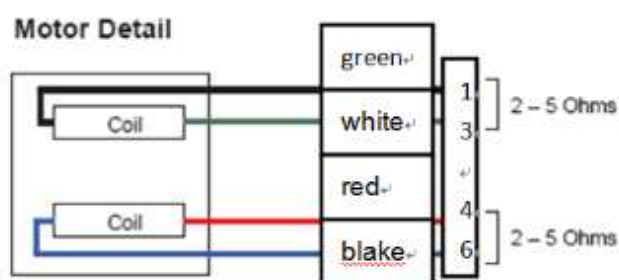 Motor Detail
green
Coil
white
red
Coil
blake
1
3
4
6
2 – 5 Ohms
2 – 5 Ohms